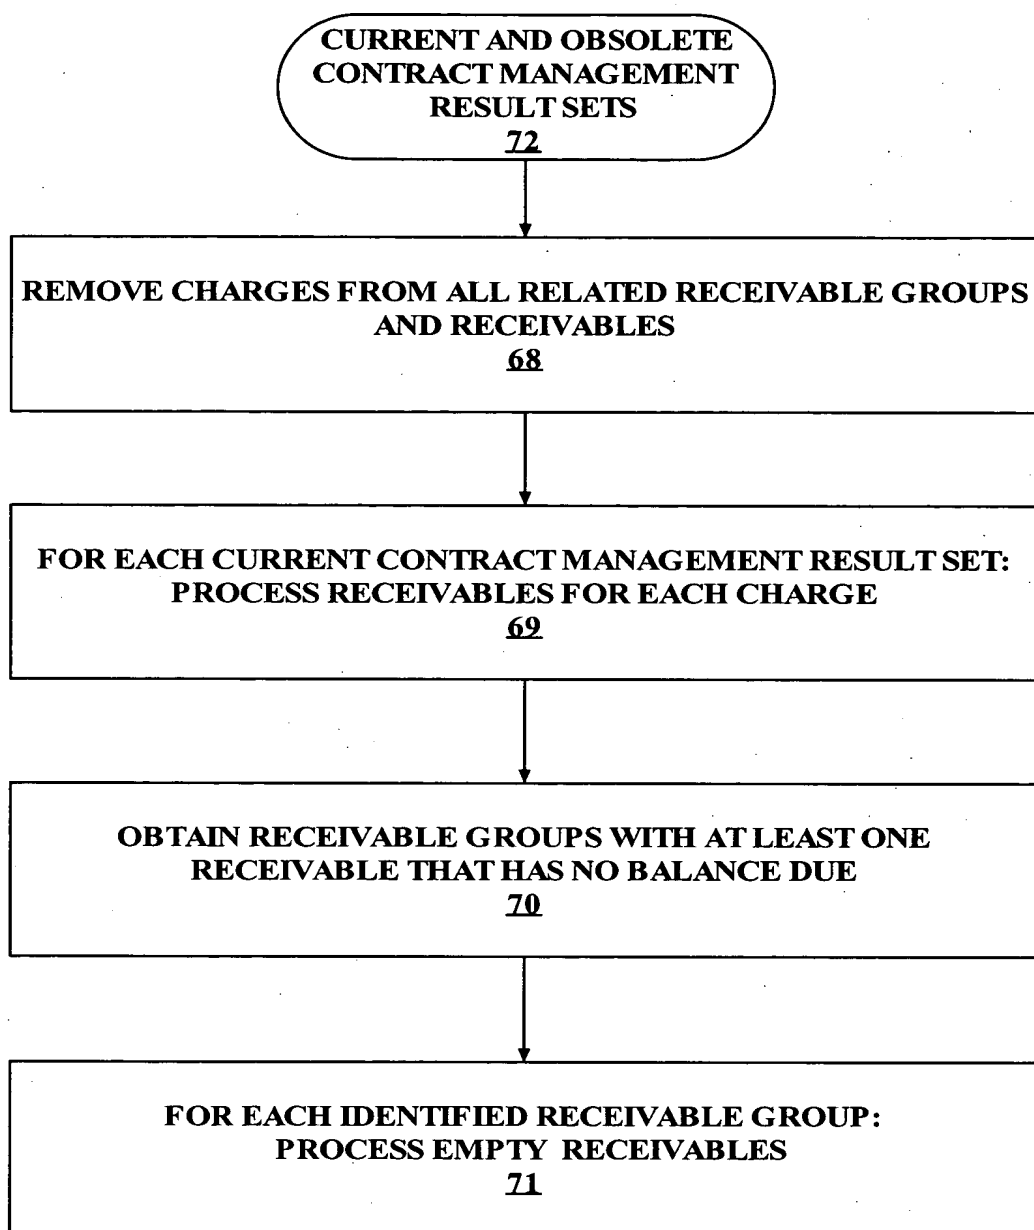 CURRENT AND OBSOLETE
CONTRACT MANAGEMENT
RESULT SETS
72
REMOVE CHARGES FROM ALL RELATED RECEIVABLE GROUPS
AND RECEIVABLES
68
FOR EACH CURRENT CONTRACT MANAGEMENT RESULT SET:
PROCESS RECEIVABLES FOR EACH CHARGE
69
OBTAIN RECEIVABLE GROUPS WITH AT LEAST ONE
RECEIVABLE THAT HAS NO BALANCE DUE
70
FOR EACH IDENTIFIED RECEIVABLE GROUP:
PROCESS EMPTY RECEIVABLES
71